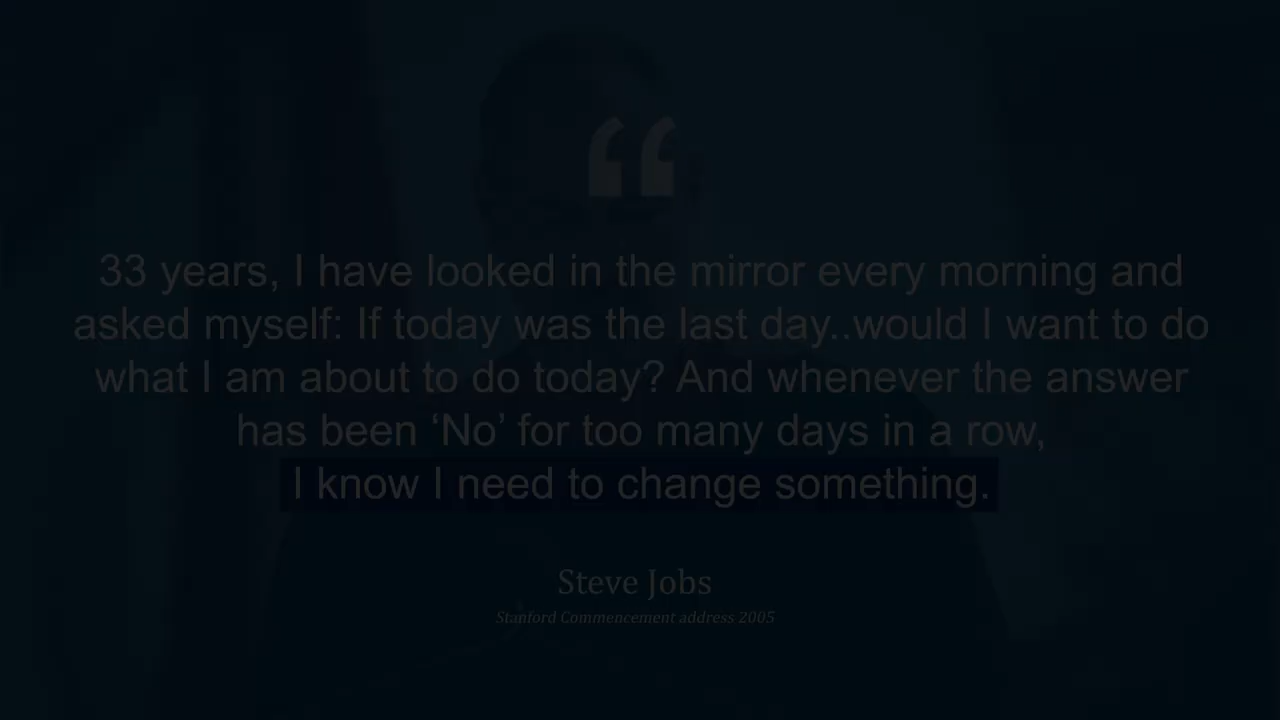 “
33 years, I have looked in the mirror every morning and
asked myself: If today was the last day..would I want to do
what I am about to do today? And whenever the answer
has been ‘No’ for too many days in a row,
I know I need to change something.
Steve Jobs
Stanford Commencement address 2005